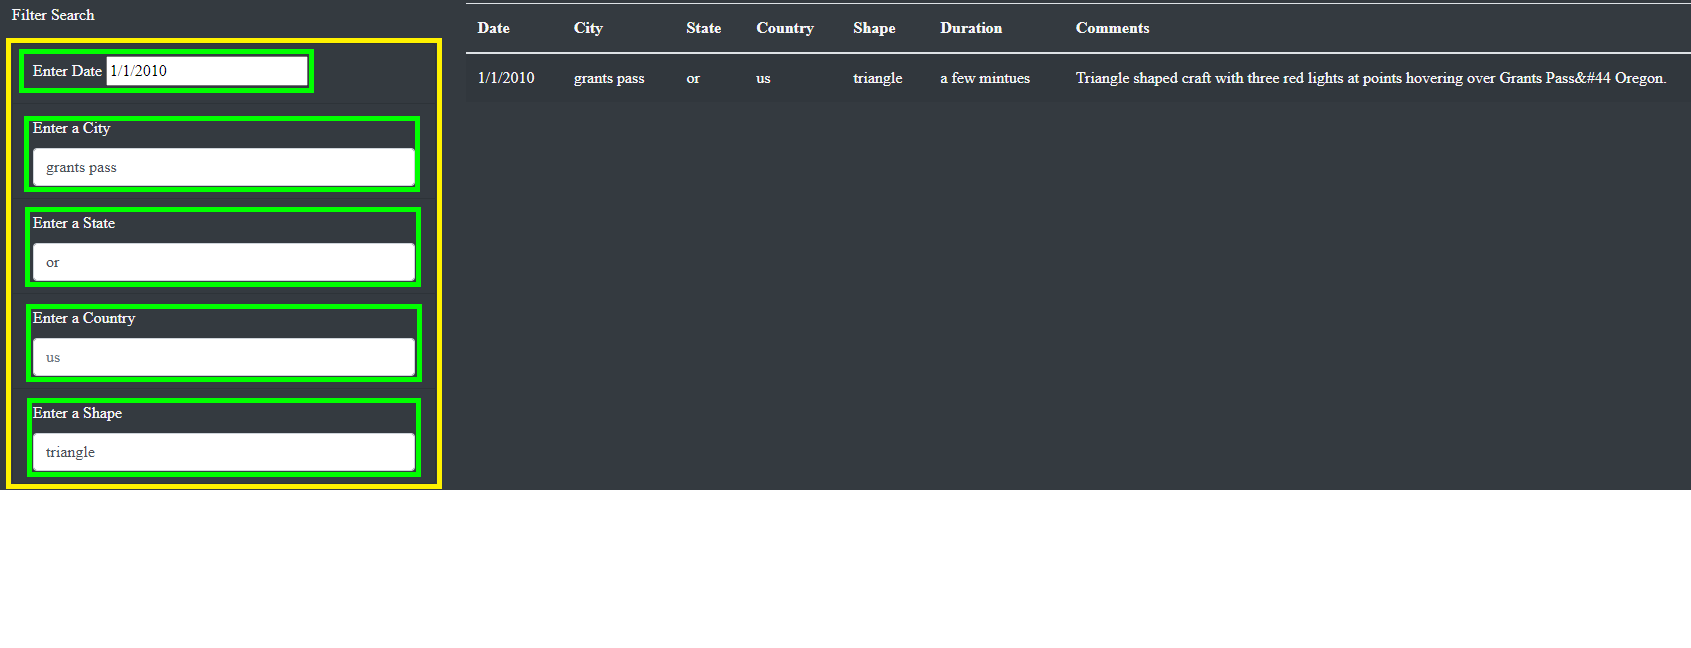 Filter Search
Enter Date 1/1/2010
Enter a City
grants pass
Enter a State
or
Enter a Country
us
Enter a Shape
triangle
Date City State Country Shape Duration Comments
1/1/2010 grants pass or us triangle a few mintues Triangle shaped craft with three red lights at points hovering over Grants Pass&#44 Oregon.